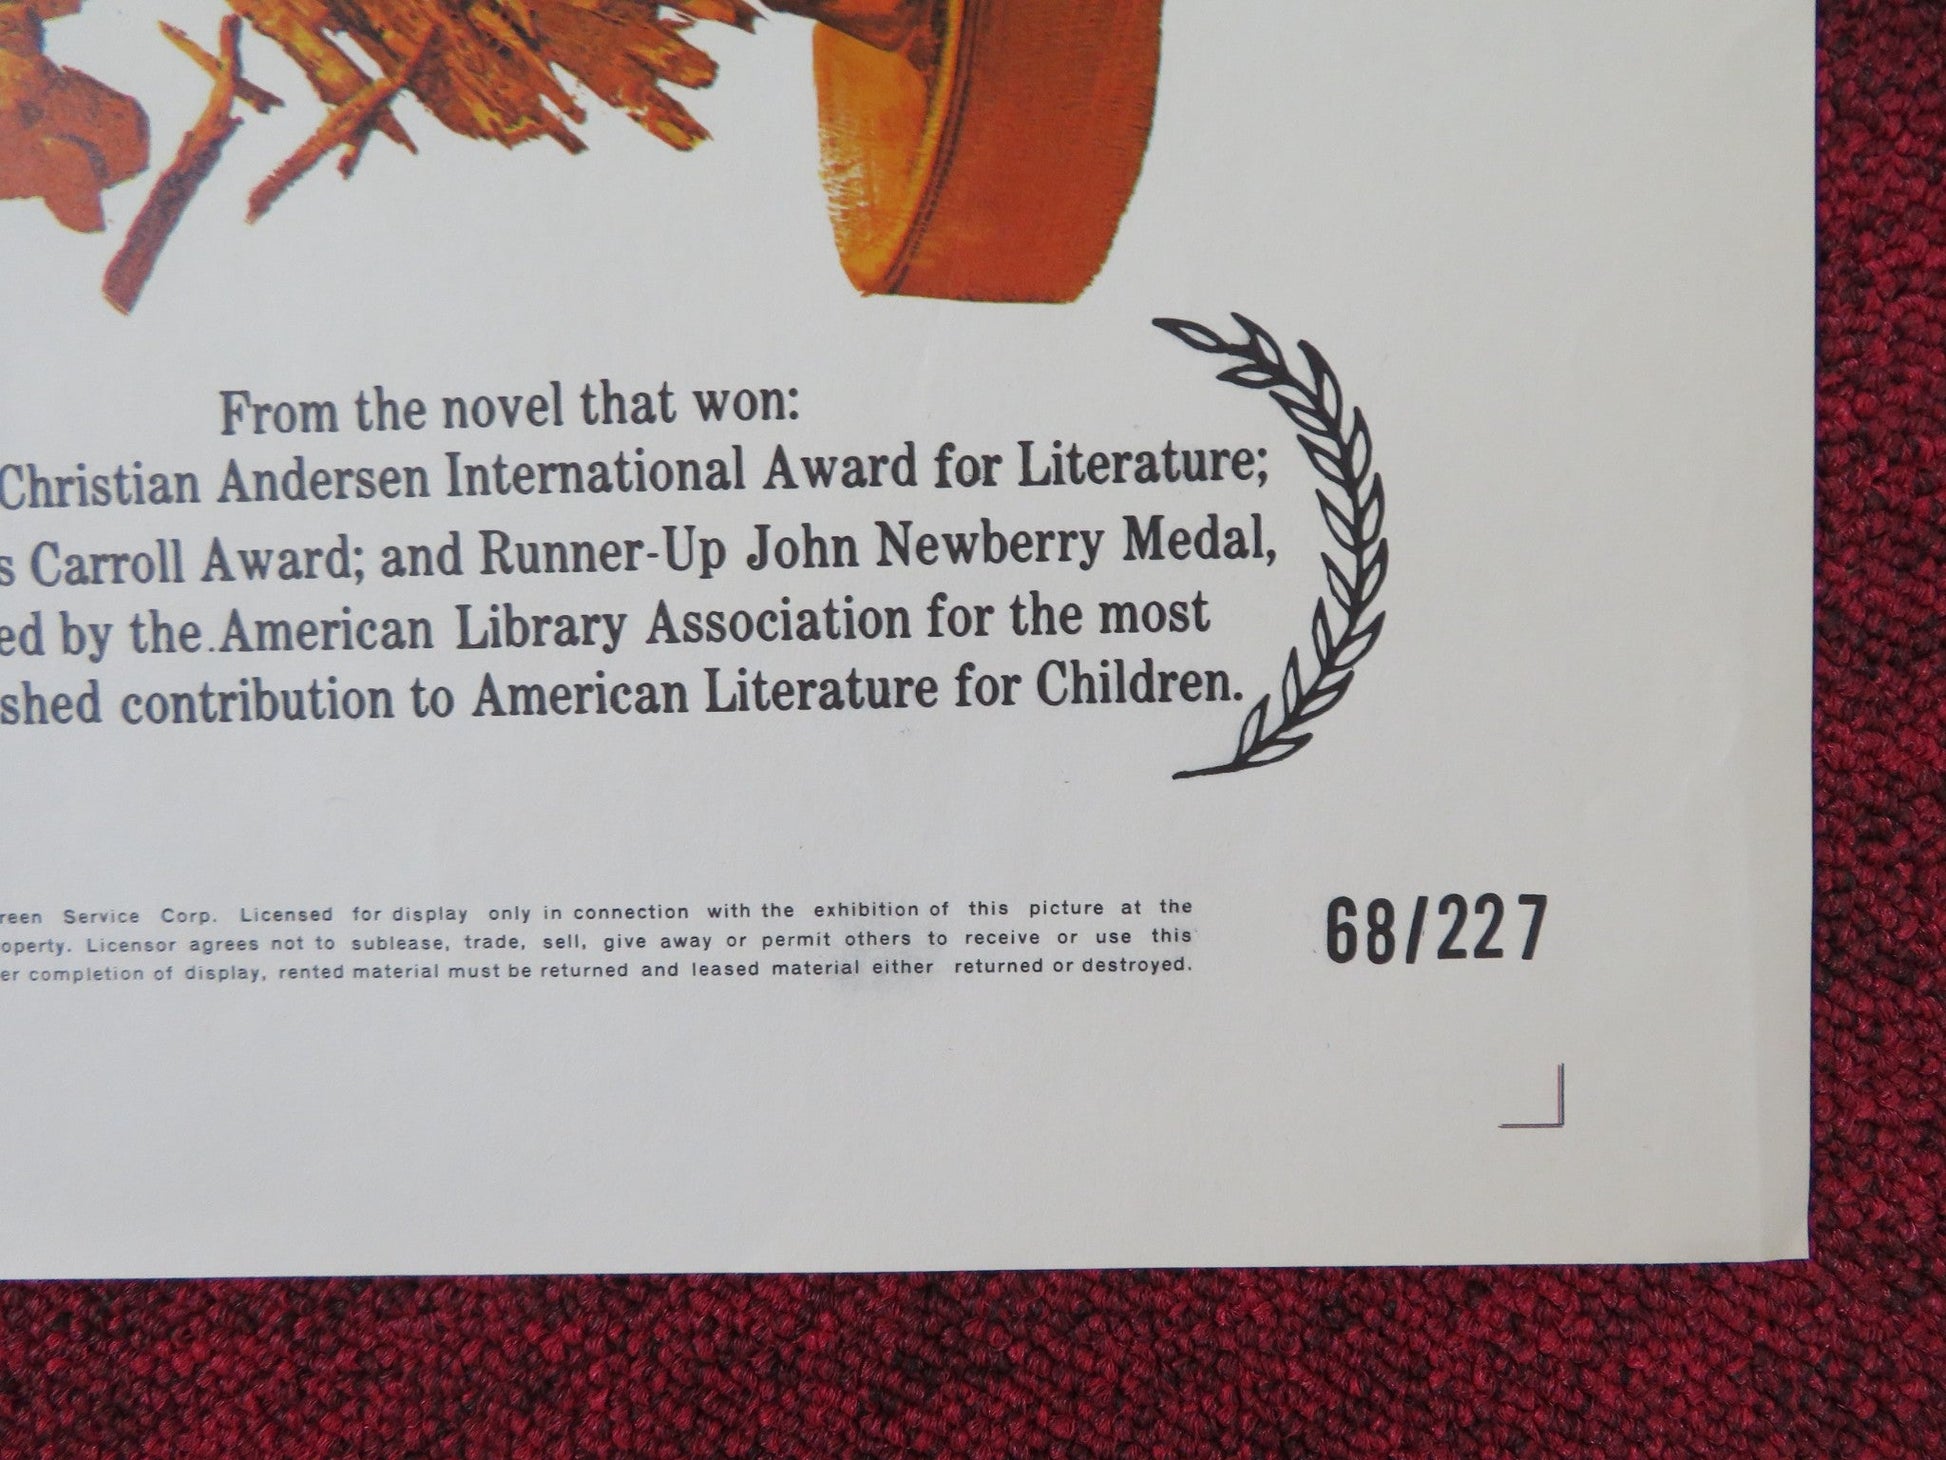 From the novel that won:
Christian Andersen International Award for Literature;
s Carroll Award; and Runner-Up John Newberry Medal,
ed by the American Library Association for the most
shed contribution to American Literature for Children.
reen Service Corp. Licensed for display only in connection with the exhibition of this picture at the
operty. Licensor agrees not to sublease, trade, sell, give away or permit others to receive or use this
er completion of display, rented material must be returned and leased material either returned or destroyed.
68/227